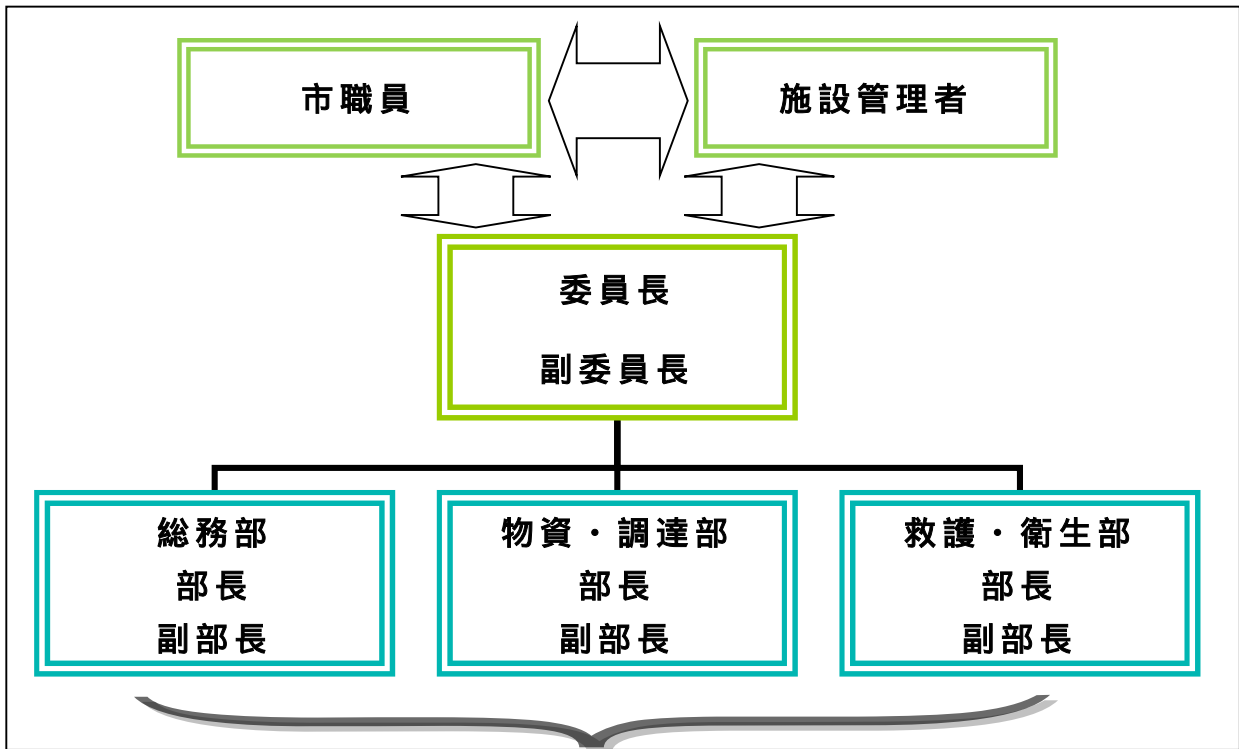 市職員
施設管理者
委員長
副委員長
総務部
部長
副部長
物資・調達部
部長
副部長
救護・衛生部
部長
副部長